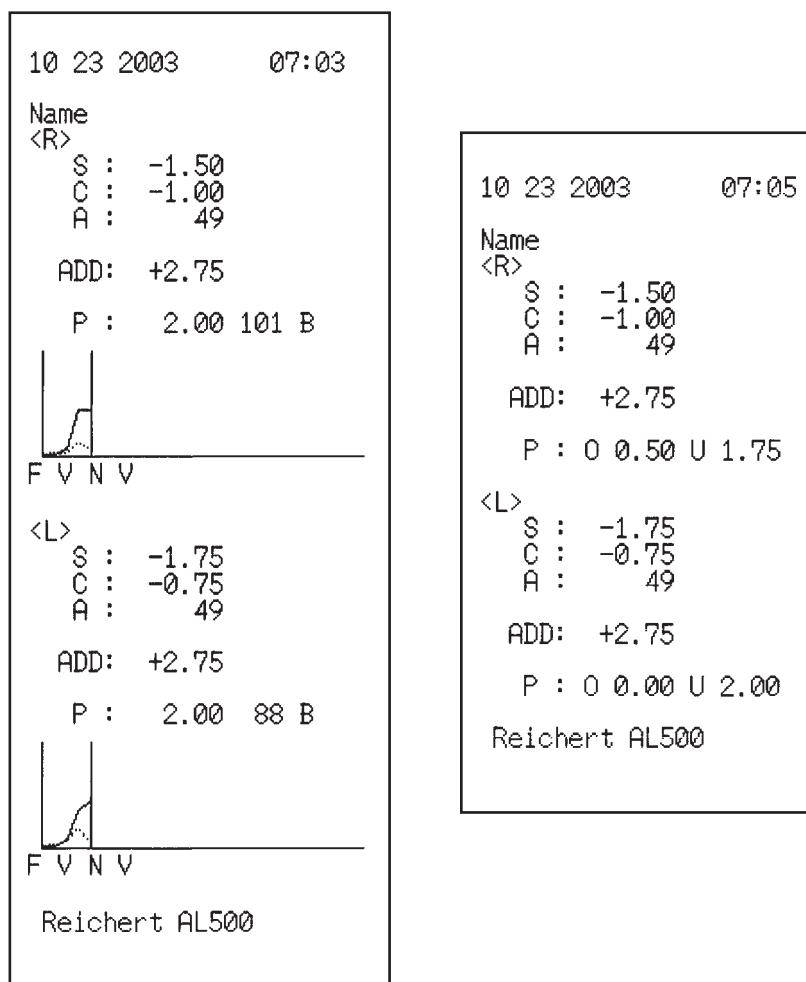 10 23 2003 07:03
Name
<R>
S : -1.50
C : -1.00
A : 49
ADD: +2.75
P : 2.00 101 B
F V N V
<L>
S : -1.75
C : -0.75
A : 49
ADD: +2.75
P : 2.00 88 B
F V N V
Reichert AL500
10 23 2003 07:05
Name
<R>
S : -1.50
C : -1.00
A : 49
ADD: +2.75
P : O 0.50 U 1.75
<L>
S : -1.75
C : -0.75
A : 49
ADD: +2.75
P : O 0.00 U 2.00
Reichert AL500